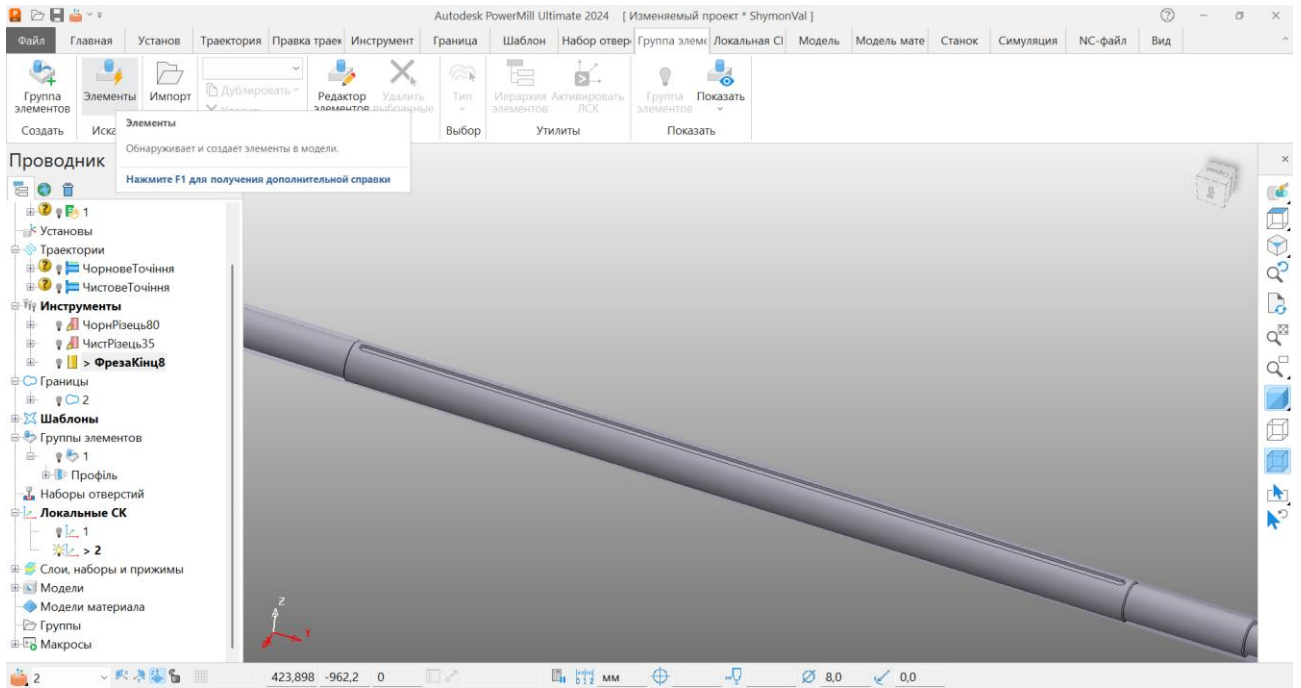 Autodesk PowerMill Ultimate 2024 [ Изменяемый проект * ShymonVal ]
Файл Главная Установ Траектория Правка трае Инструмент Граница Шаблон Набор отвер Группа элеме Локальная СІ Модель Модель мате Станок Симуляция NC-файл Вид
Группа элементов
Элементы
Импорт
Дублировать
Редактор элементов
Удалить выбранные
Тип
Иерархия элементов
Активировать ЛСК
Группа элементов
Показать
Создать Иска Выбор Утилиты Показать
Элементы
Обнаруживает и создает элементы в модели.
Нажмите F1 для получения дополнительной справки
Проводник
1
Установы
Траектории
ЧорновеТочіння
ЧистовеТочіння
Инструменты
ЧорнРізець80
ЧистРізець35
> ФрезаКінц8
Границы
2
Шаблоны
Группы элементов
1
Профіль
Наборы отверстий
Локальные СК
1
> 2
Слои, наборы и прижимы
Модели
Модели материала
Группы
Макросы
Z
Y
2 423,898 -962,2 0 мм 8,0 0,0